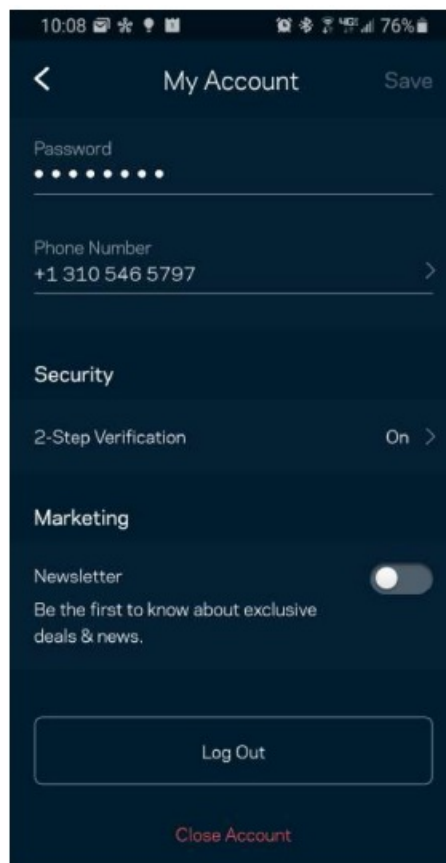 10:08 76%
My Account Save
Password
Phone Number
+1 310 546 5797
Security
2-Step Verification On
Marketing
Newsletter
Be the first to know about exclusive
deals & news.
Log Out
Close Account